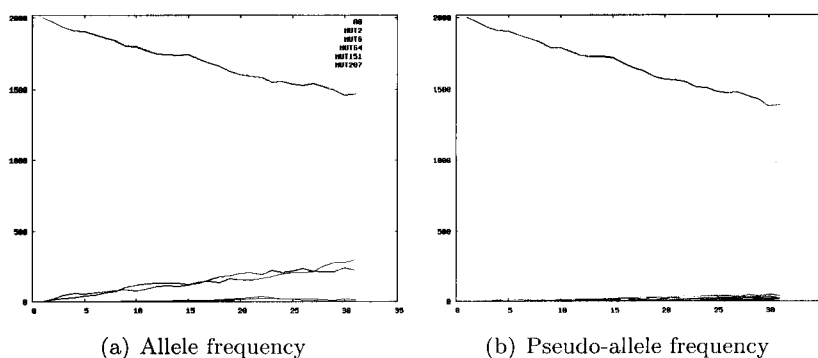 2000
1500
1000
500
0
A0
MUT2
MUT6
MUT64
MUT151
MUT207
0 5 10 15 20 25 30 35
(a) Allele frequency
2000
1500
1000
500
0
0 5 10 15 20 25 30
(b) Pseudo-allele frequency